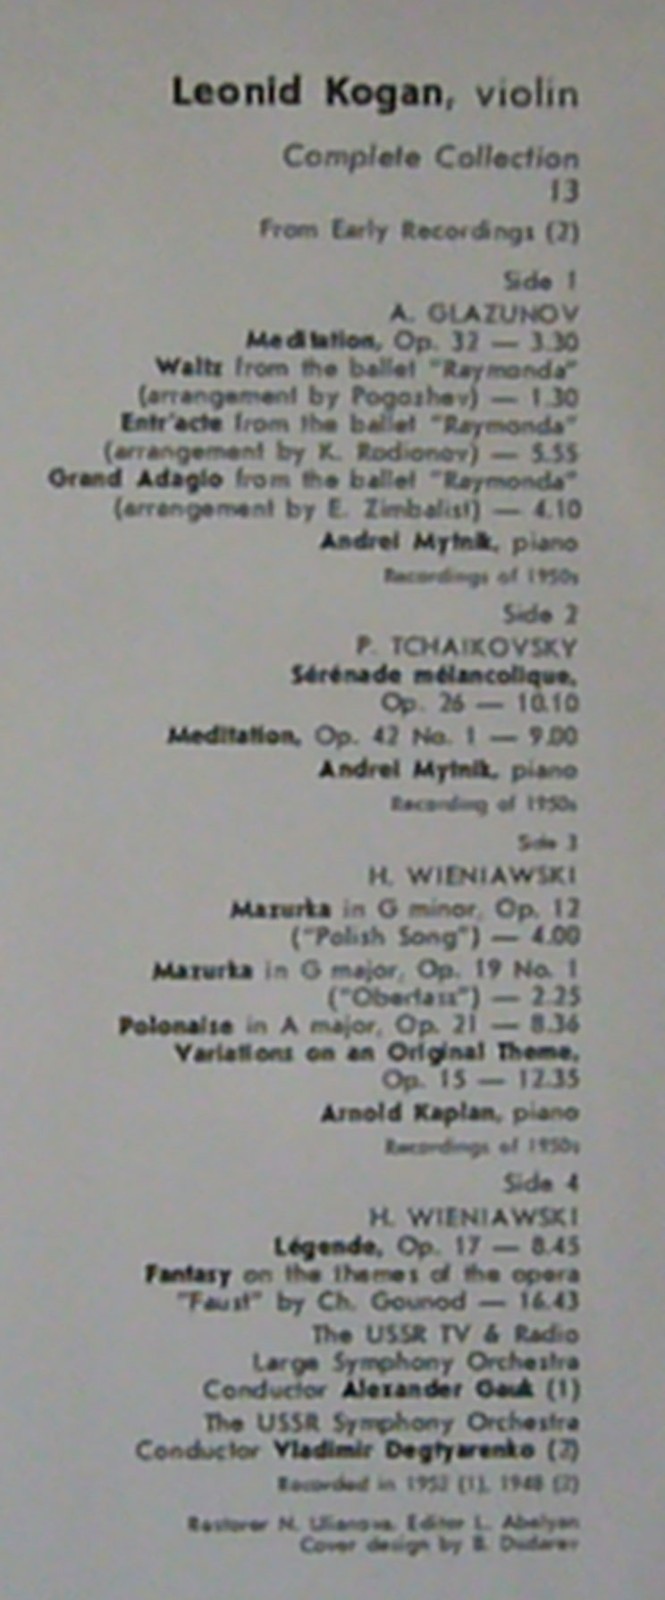 Leonid Kogan, violin
Complete Collection
13
From Early Recordings (2)
Side 1
A. GLAZUNOV
Meditation, Op. 32 — 3.30
Waltz from the ballet "Raymonda"
(arrangement by Pogozhev) — 1.30
Entr'acte from the ballet "Raymonda"
(arrangement by K. Rodionov) — 5.55
Grand Adagio from the ballet "Raymonda"
(arrangement by E. Zimbalist) — 4.10
Andrei Mytnik, piano
Recordings of 1950s
Side 2
P. TCHAIKOVSKY
Sérénade mélancolique,
Op. 26 — 10.10
Meditation, Op. 42 No. 1 — 9.00
Andrei Mytnik, piano
Recording of 1950s
Side 3
H. WIENIAWSKI
Mazurka in G minor, Op. 12
("Polish Song") — 4.00
Mazurka in G major, Op. 19 No. 1
("Obertass") — 2.25
Polonaise in A major, Op. 21 — 8.36
Variations on an Original Theme,
Op. 15 — 12.35
Arnold Kaplan, piano
Recordings of 1950s
Side 4
H. WIENIAWSKI
Légende, Op. 17 — 8.45
Fantasy on the themes of the opera
"Faust" by Ch. Gounod — 16.43
The USSR TV & Radio
Large Symphony Orchestra
Conductor Alexander Gauk (1)
The USSR Symphony Orchestra
Conductor Vladimir Degtyarenko (2)
Recorded in 1952 (1), 1948 (2)
Restorer N. Ulianova. Editor L. Abelyan
Cover design by B. Dudarev